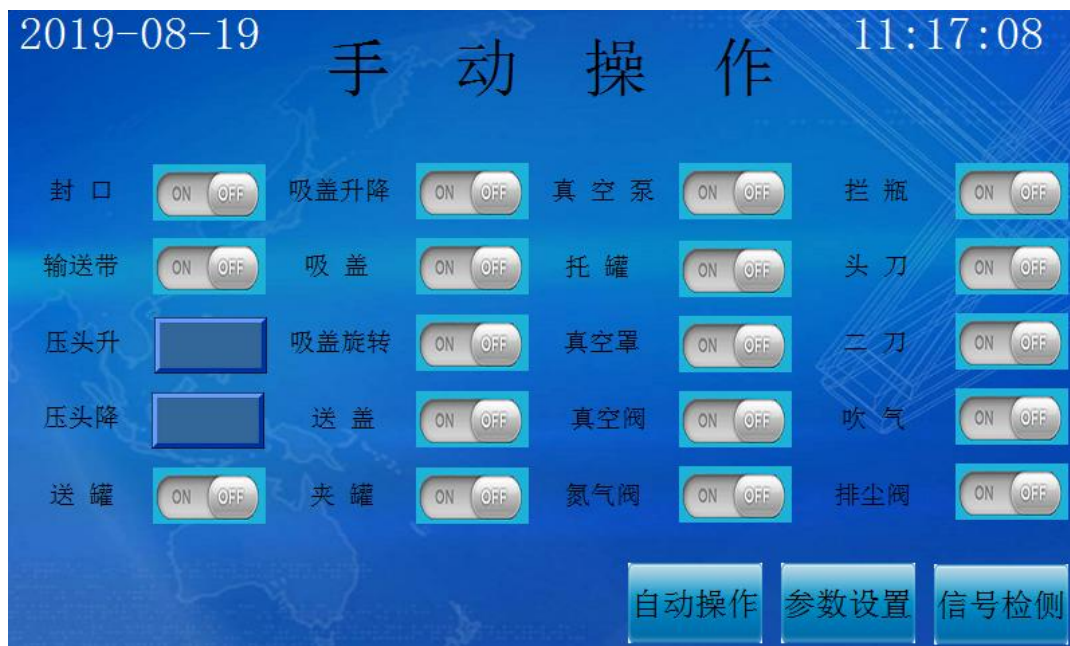 2019-08-19 手 动 操 作 11:17:08
封 口 ON OFF 吸盖升降 ON OFF 真 空 泵 ON OFF 拦 瓶 ON OFF
输送带 ON OFF 吸 盖 ON OFF 托 罐 ON OFF 头 刀 ON OFF
压头升 吸盖旋转 ON OFF 真空罩 ON OFF 二 刀 ON OFF
压头降 送 盖 ON OFF 真空阀 ON OFF 吹 气 ON OFF
送 罐 ON OFF 夹 罐 ON OFF 氮气阀 ON OFF 排尘阀 ON OFF
自动操作 参数设置 信号检侧